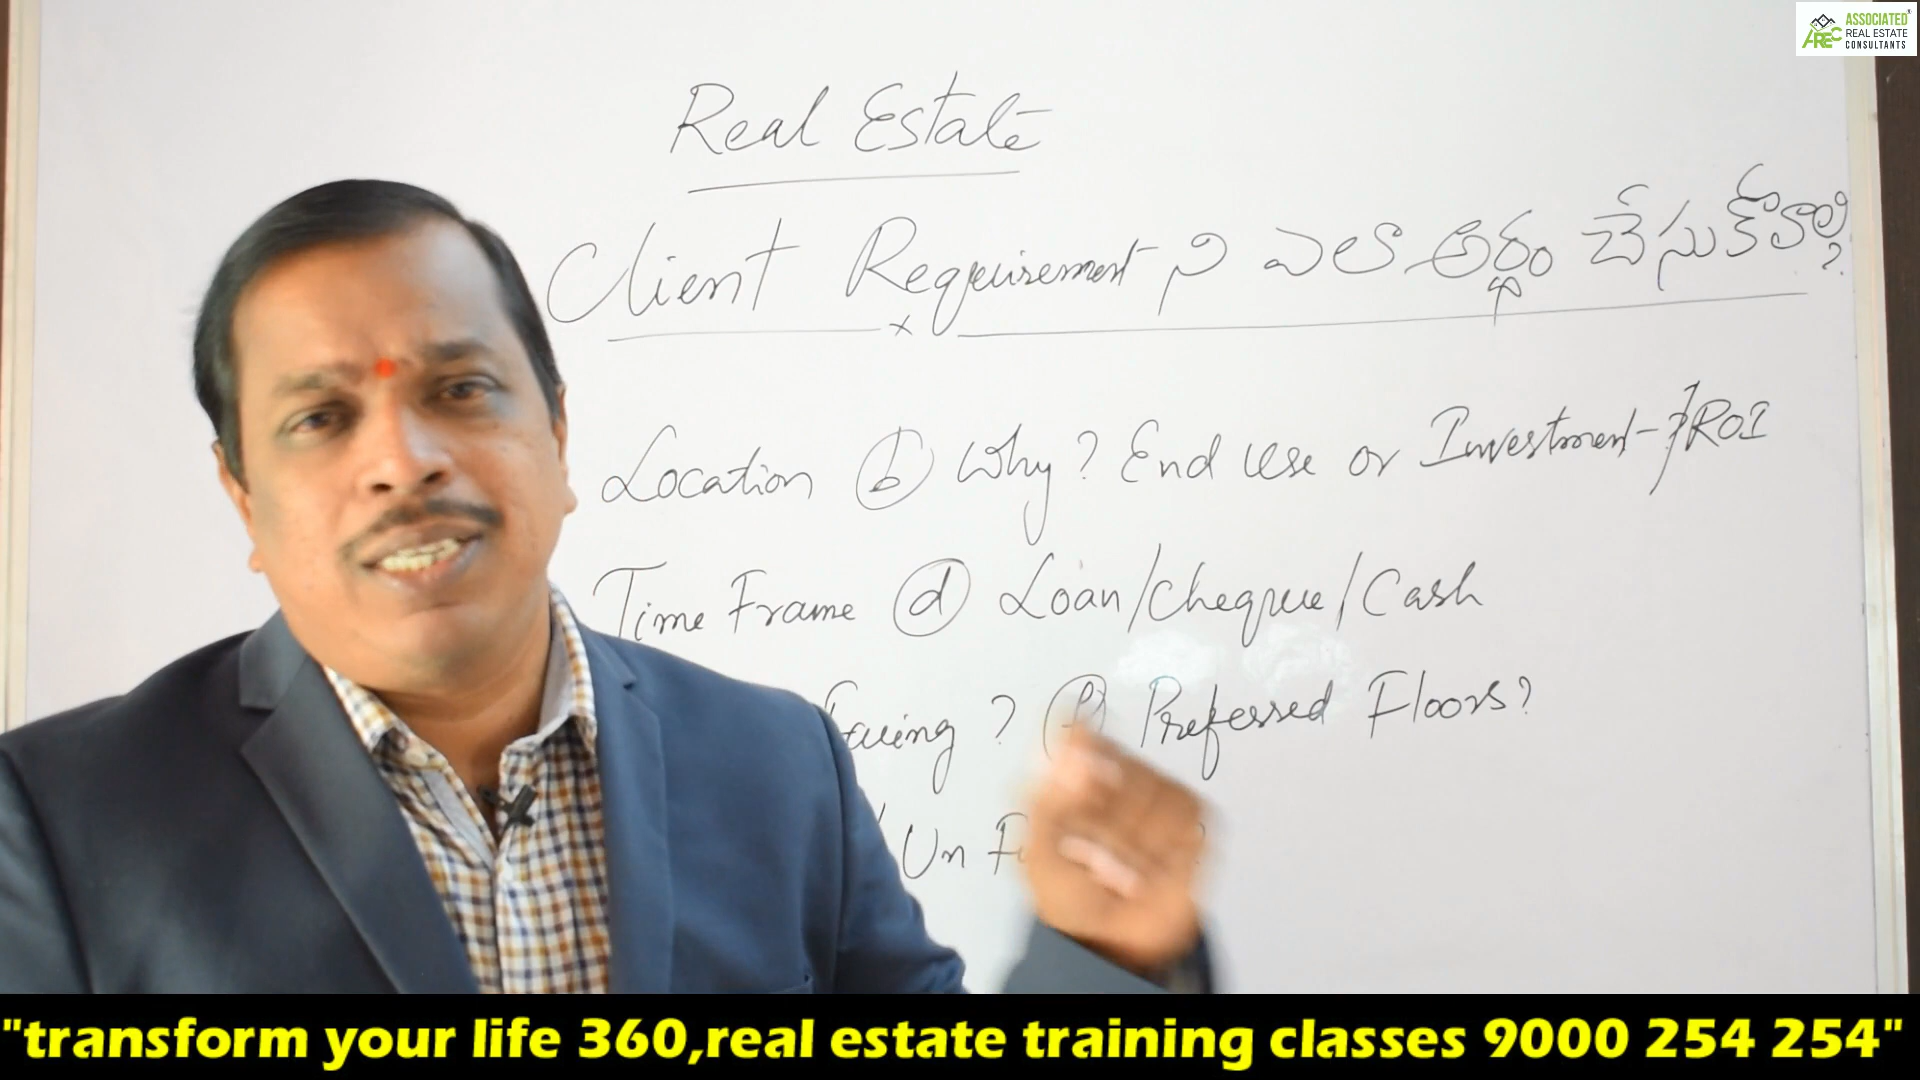 ASSOCIATED
AREC REAL ESTATE
CONSULTANTS
Real Estate
Client Requirement ని ఎలా అర్థం చేసుకోవాలి?
Location (b) Why? End Use or Investment-?/ROI
Time Frame (d) Loan/Cheque/Cash
Facing ? (f) Preferred Floors?
/ Un
"transform your life 360,real estate training classes 9000 254 254"